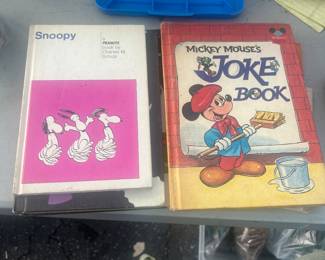 Snoopy
A
PEANUTS
book by
Charles M.
Schulz
MICKEY MOUSE'S
JOKE
BOOK